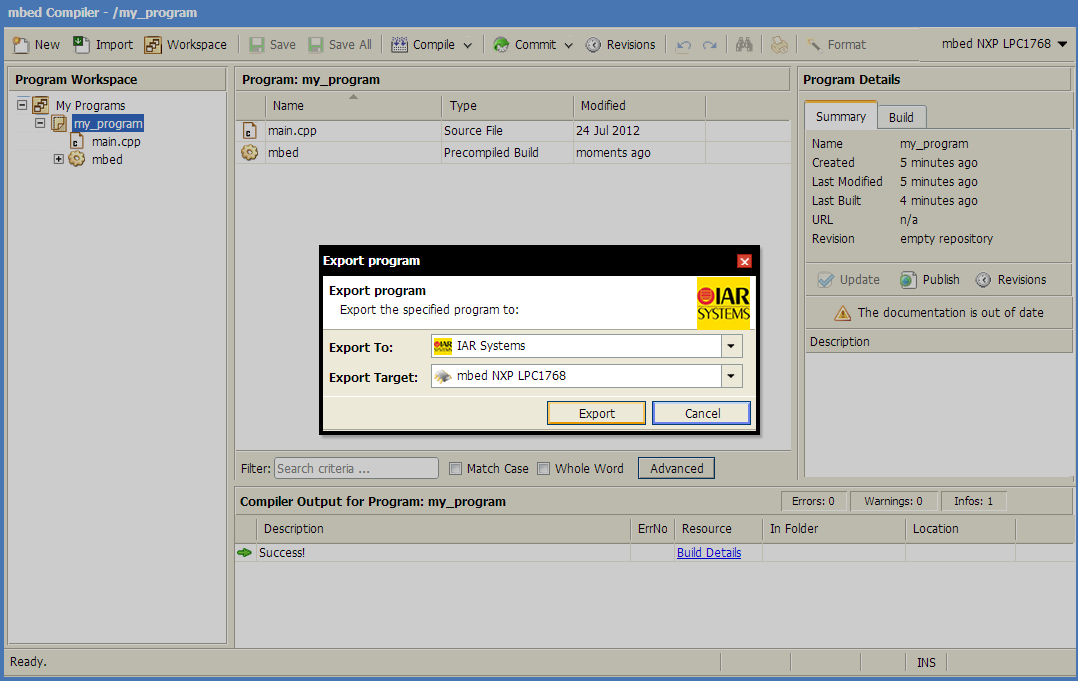 mbed Compiler - /my_program
New Import Workspace Save Save All Compile Commit Revisions Format mbed NXP LPC1768
Program Workspace
My Programs
my_program
main.cpp
mbed
Program: my_program
Name Type Modified
main.cpp Source File 24 Jul 2012
mbed Precompiled Build moments ago
Export program
Export program
Export the specified program to:
IAR
SYSTEMS
Export To: IAR SYSTEMS IAR Systems
Export Target: mbed NXP LPC1768
Export Cancel
Filter: Search criteria ... Match Case Whole Word Advanced
Program Details
Summary Build
Name my_program
Created 5 minutes ago
Last Modified 5 minutes ago
Last Built 4 minutes ago
URL n/a
Revision empty repository
Update Publish Revisions
The documentation is out of date
Description
Compiler Output for Program: my_program Errors: 0 Warnings: 0 Infos: 1
Description ErrNo Resource In Folder Location
Success! Build Details
Ready. INS